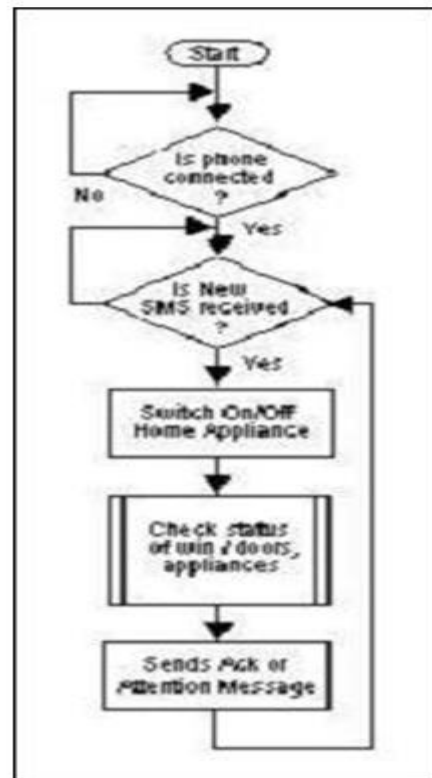 Start
Is phone
connected
?
No
Yes
Is New
SMS received
?
Yes
Switch On/Off
Home Appliance
Check status
of win / doors,
appliances
Sends Ack or
Attention Message